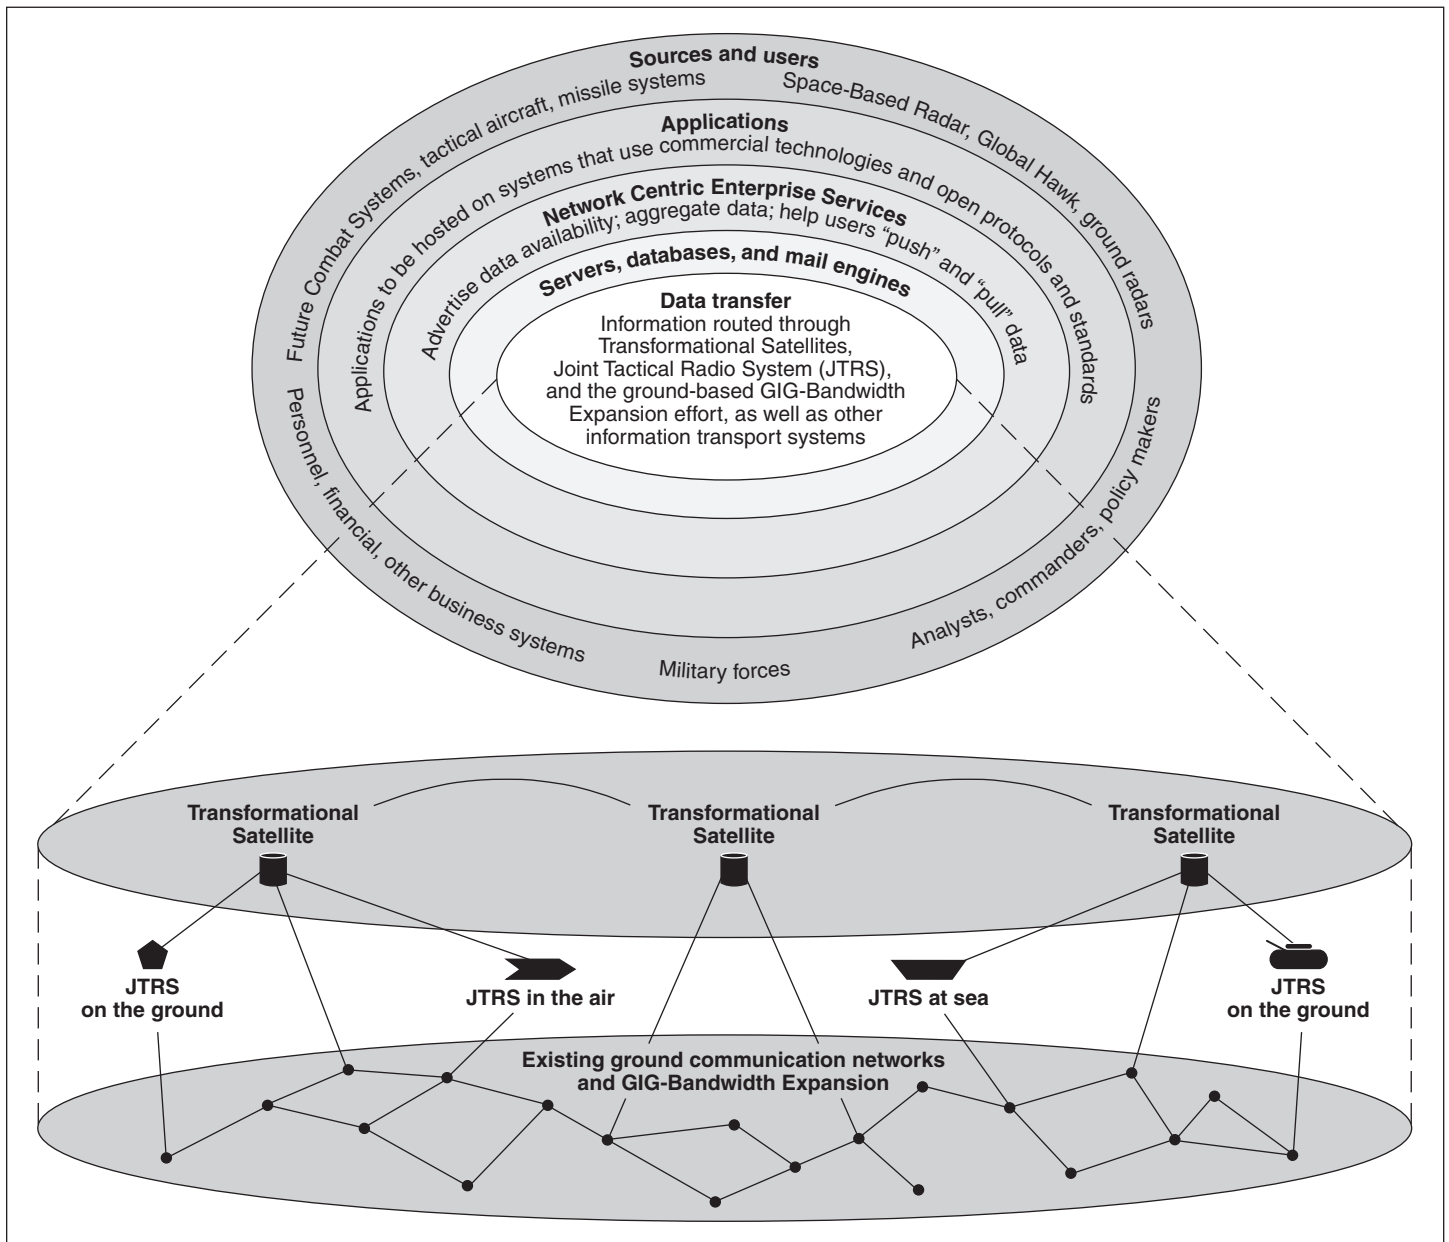 Sources and users
Future Combat Systems, tactical aircraft, missile systems
Space-Based Radar, Global Hawk, ground radars
Applications
Applications to be hosted on systems that use commercial technologies and open protocols and standards
Network Centric Enterprise Services
Advertise data availability; aggregate data; help users “push” and “pull” data
Servers, databases, and mail engines
Data transfer
Information routed through
Transformational Satellites,
Joint Tactical Radio System (JTRS),
and the ground-based GIG-Bandwidth
Expansion effort, as well as other
information transport systems
Personnel, financial, other business systems
Military forces
Analysts, commanders, policy makers
Transformational
Satellite
Transformational
Satellite
Transformational
Satellite
JTRS
on the ground
JTRS in the air
JTRS at sea
JTRS
on the ground
Existing ground communication networks
and GIG-Bandwidth Expansion